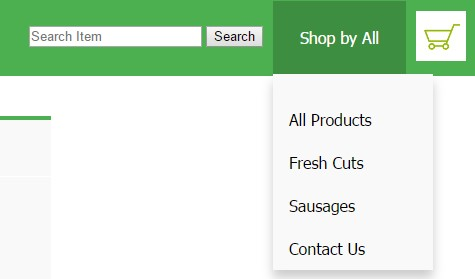 Search Item Search Shop by All
All Products
Fresh Cuts
Sausages
Contact Us